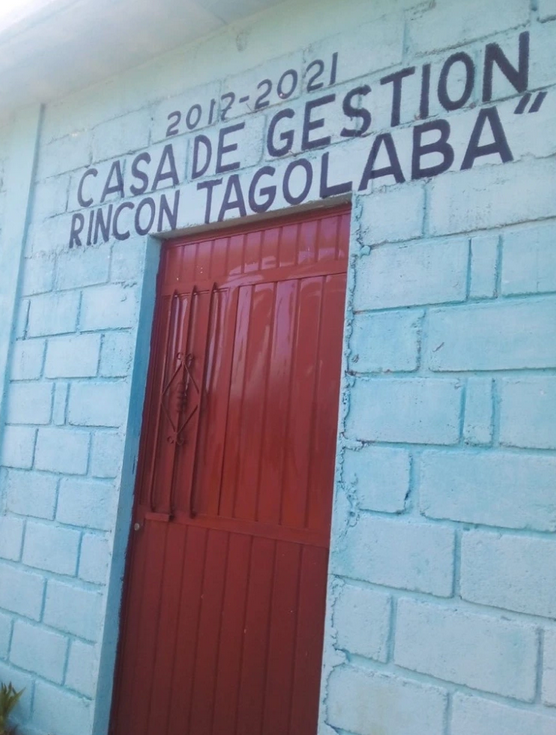 2017-2021
CASA DE GESTION
RINCON TAGOLABA"